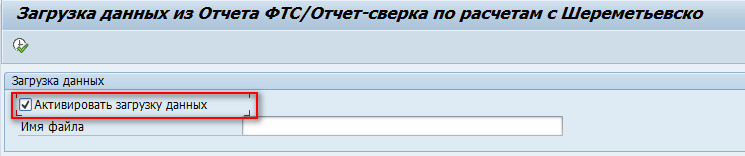 Загрузка данных из Отчета ФТС/Отчет-сверка по расчетам с Шереметьевско
Загрузка данных
Активировать загрузку данных
Имя файла